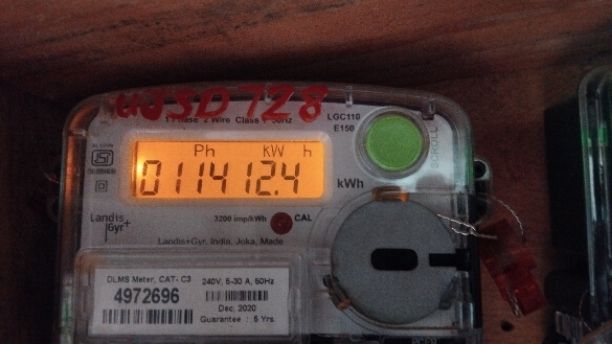 UJSD 728
1 Phase 2 Wire Class 1 50Hz
LGC110
E150
SCROLL
Ph kW h
011412.4
kWh
Landis
Gyr+
3200 imp/kWh
CAL
Landis+Gyr, India, Joka, Made
DLMS Meter, CAT- C3
4972696
240V, 5-30 A, 50Hz
Dec, 2020
Guarantee : 5 Yrs.